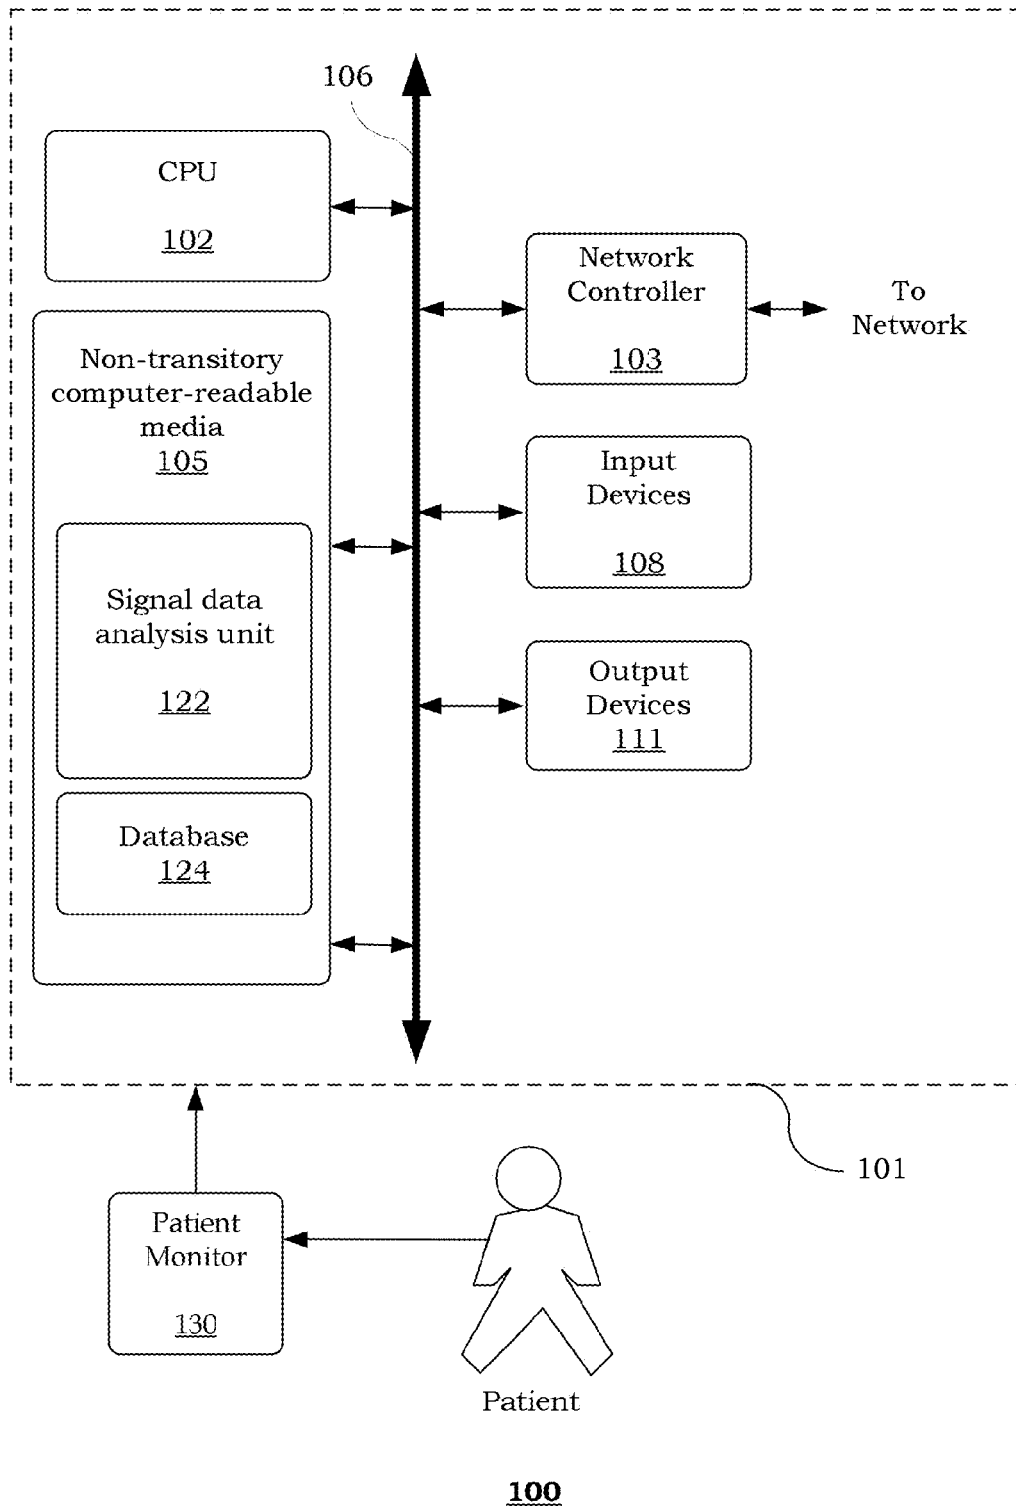 106
CPU
102
Network
Controller
103
To
Network
Non-transitory
computer-readable
media
105
Input
Devices
108
Signal data
analysis unit
122
Output
Devices
111
Database
124
101
Patient
Monitor
130
Patient
100